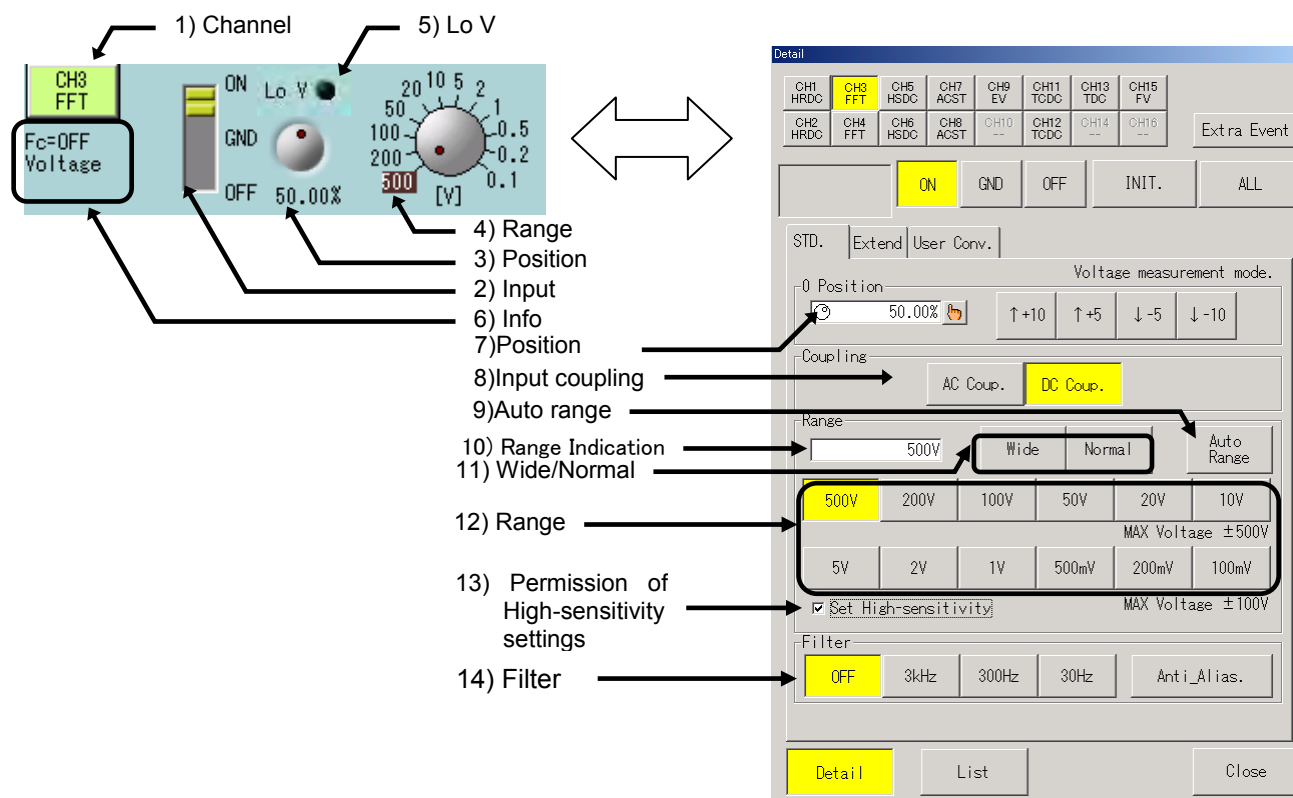 1) Channel
5) Lo V
CH3
FFT
Fc=OFF
Voltage
ON
GND
OFF
Lo V
50.00%
500
200
100
50
20
10
5
2
1
0.5
0.2
0.1
[V]
4) Range
3) Position
2) Input
6) Info
7)Position
8)Input coupling
9)Auto range
10) Range Indication
11) Wide/Normal
12) Range
13) Permission of
High-sensitivity
settings
14) Filter
Detail
CH1 HRDC
CH3 FFT
CH5 HSDC
CH7 ACST
CH9 EV
CH11 TCDC
CH13 TDC
CH15 FV
CH2 HRDC
CH4 FFT
CH6 HSDC
CH8 ACST
CH10 --
CH12 TCDC
CH14 --
CH16 --
Extra Event
ON GND OFF INIT. ALL
STD. Extend User Conv.
Voltage measurement mode.
0 Position
50.00% ↑+10 ↑+5 ↓-5 ↓-10
Coupling
AC Coup. DC Coup.
Range
500V Wide Normal Auto Range
500V 200V 100V 50V 20V 10V
MAX Voltage ±500V
5V 2V 1V 500mV 200mV 100mV
Set High-sensitivity MAX Voltage ±100V
Filter
OFF 3kHz 300Hz 30Hz Anti_Alias.
Detail List Close